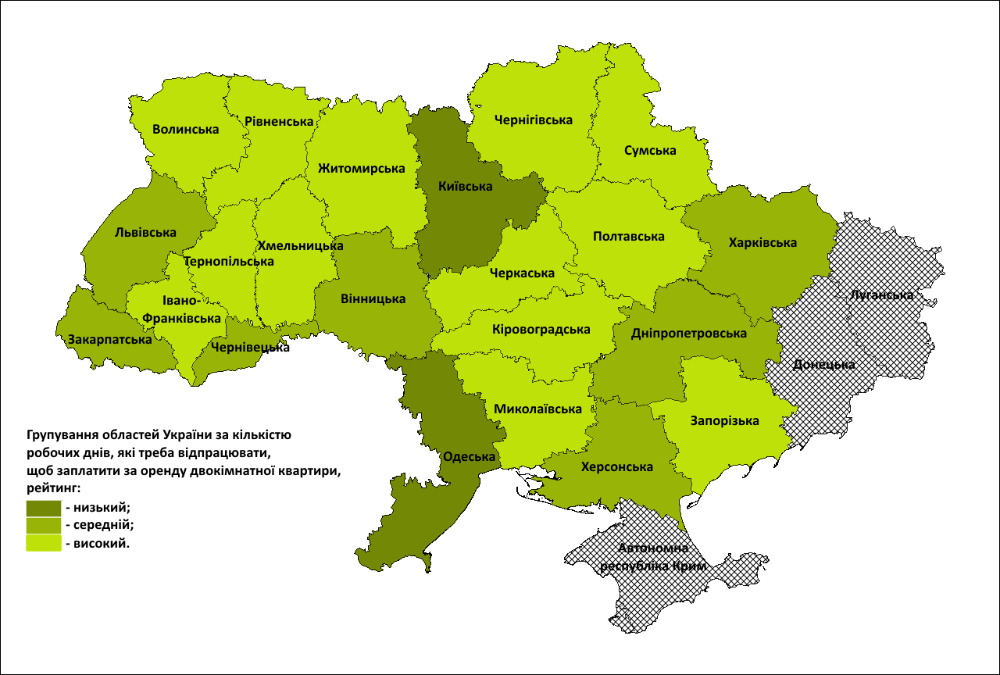 Чернігівська
Рівненська
Волинська
Сумська
Житомирська
Київська
Львівська
Полтавська
Харківська
Хмельницька
Тернопільська
Черкаська
Луганська
Івано-
Франківська
Вінницька
Кіровоградська
Дніпропетровська
Закарпатська
Чернівецька
Донецька
Миколаївська
Запорізька
Одеська
Херсонська
Автономна
республіка Крим
Групування областей України за кількістю
робочих днів, які треба відпрацювати,
щоб заплатити за оренду двокімнатної квартири,
рейтинг:
- низький;
- середній;
- високий.